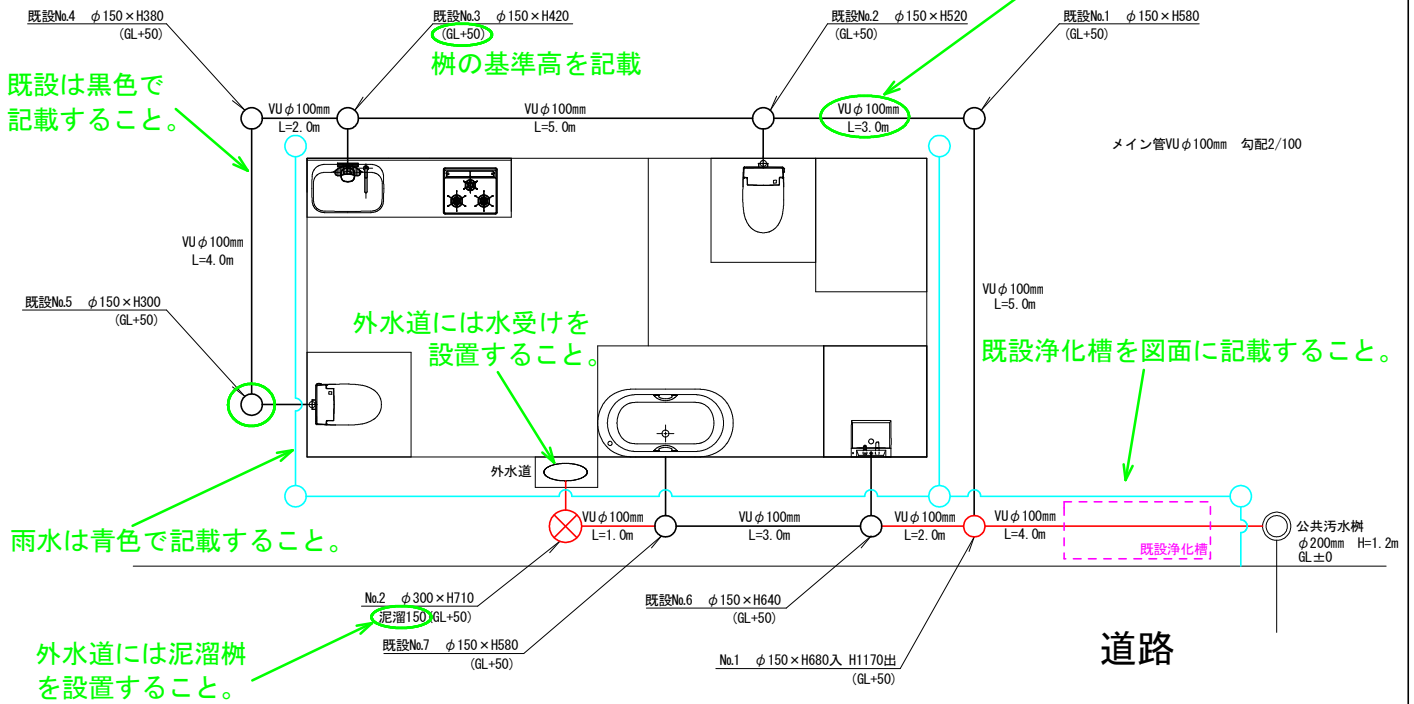 既設No.4 φ150×H380
(GL+50)
既設No.3 φ150×H420
(GL+50)
既設No.2 φ150×H520
(GL+50)
既設No.1 φ150×H580
(GL+50)
桝の基準高を記載
既設は黒色で
記載すること。
VUφ100mm
L=2.0m
VUφ100mm
L=5.0m
VUφ100mm
L=3.0m
メイン管VUφ100mm 勾配2/100
VUφ100mm
L=4.0m
VUφ100mm
L=5.0m
既設No.5 φ150×H300
(GL+50)
外水道には水受けを
設置すること。
既設浄化槽を図面に記載すること。
外水道
雨水は青色で記載すること。
VUφ100mm
L=1.0m
VUφ100mm
L=3.0m
VUφ100mm
L=2.0m
VUφ100mm
L=4.0m
既設浄化槽
公共汚水桝
φ200mm H=1.2m
GL±0
No.2 φ300×H710
泥溜150(GL+50)
既設No.7 φ150×H580
(GL+50)
既設No.6 φ150×H640
(GL+50)
No.1 φ150×H680入 H1170出
(GL+50)
道路
外水道には泥溜桝
を設置すること。